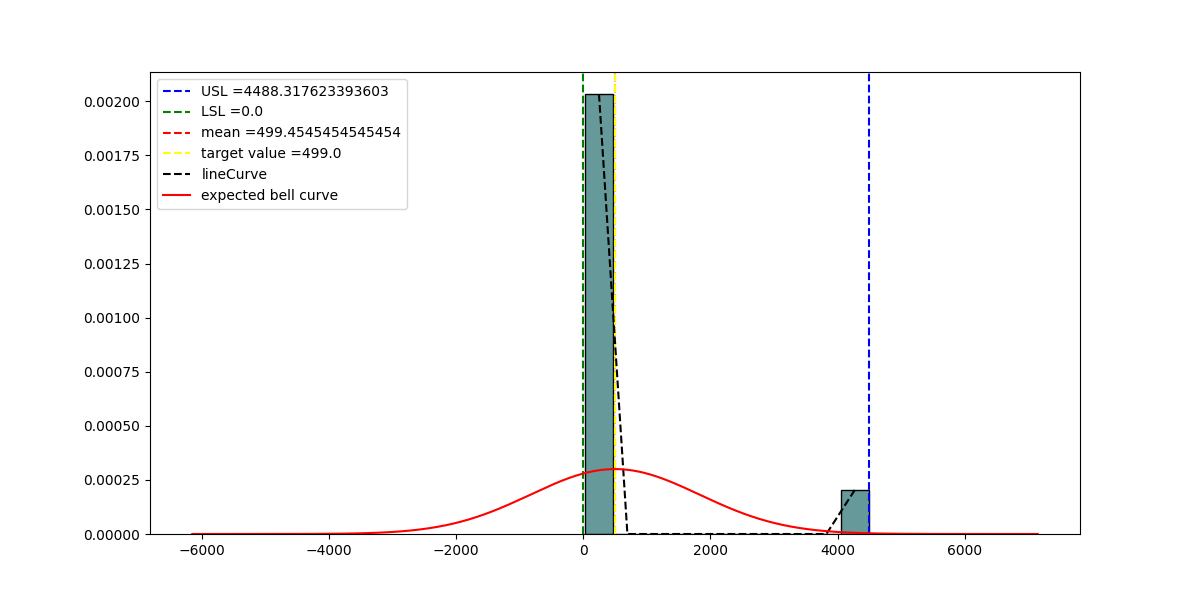 USL =4488.317623393603
LSL =0.0
mean =499.4545454545454
target value =499.0
lineCurve
expected bell curve
0.00200
0.00175
0.00150
0.00125
0.00100
0.00075
0.00050
0.00025
0.00000
−6000 −4000 −2000 0 2000 4000 6000